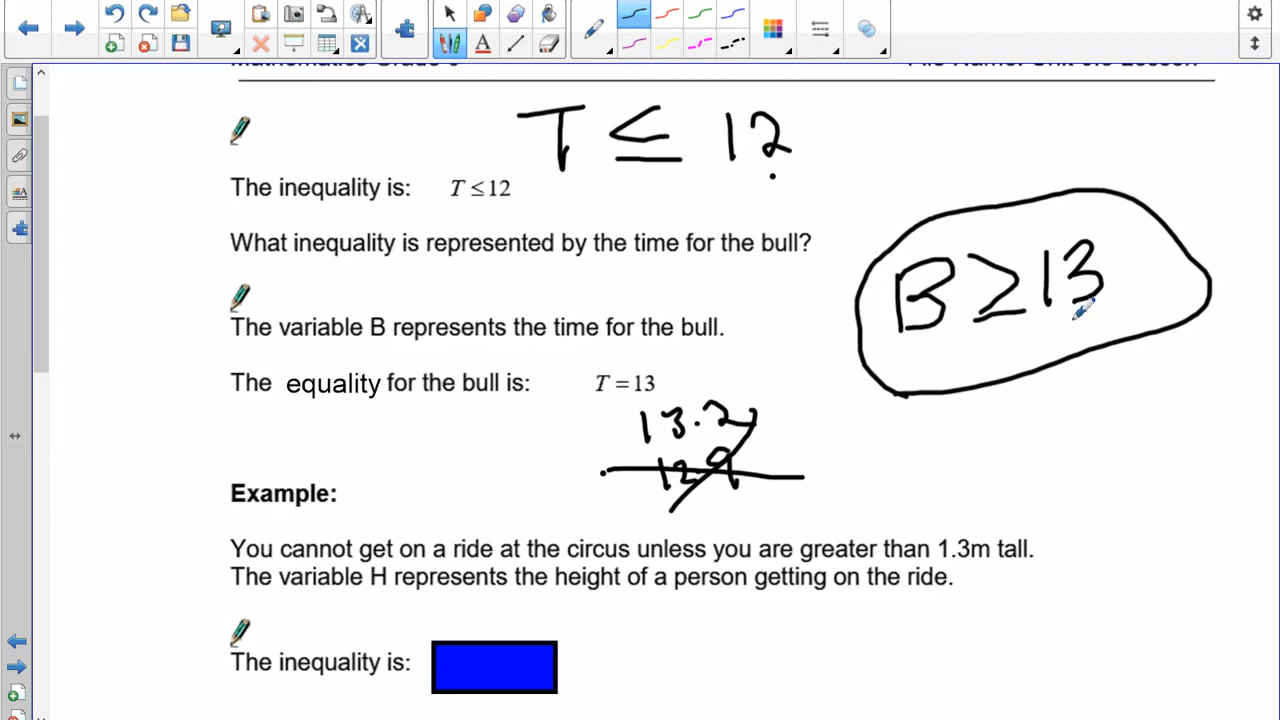 T ≤ 12
The inequality is: T ≤ 12
What inequality is represented by the time for the bull?
B ≥ 13
The variable B represents the time for the bull.
The equality for the bull is: T = 13
13.2
12.9
Example:
You cannot get on a ride at the circus unless you are greater than 1.3m tall.
The variable H represents the height of a person getting on the ride.
The inequality is: